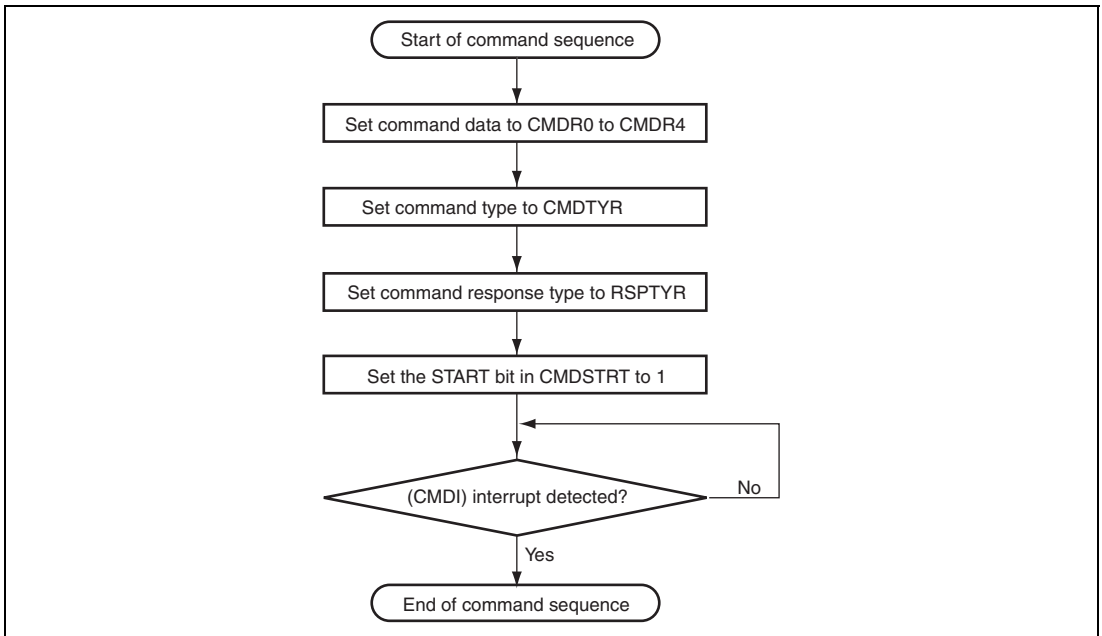 Start of command sequence
Set command data to CMDR0 to CMDR4
Set command type to CMDTYR
Set command response type to RSPTYR
Set the START bit in CMDSTRT to 1
(CMDI) interrupt detected?
No
Yes
End of command sequence